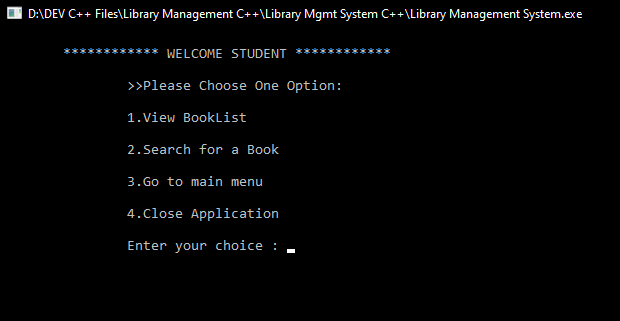 D:\DEV C++ Files\Library Management C++\Library Mgmt System C++\Library Management System.exe
************ WELCOME STUDENT ************
>>Please Choose One Option:
1.View BookList
2.Search for a Book
3.Go to main menu
4.Close Application
Enter your choice :